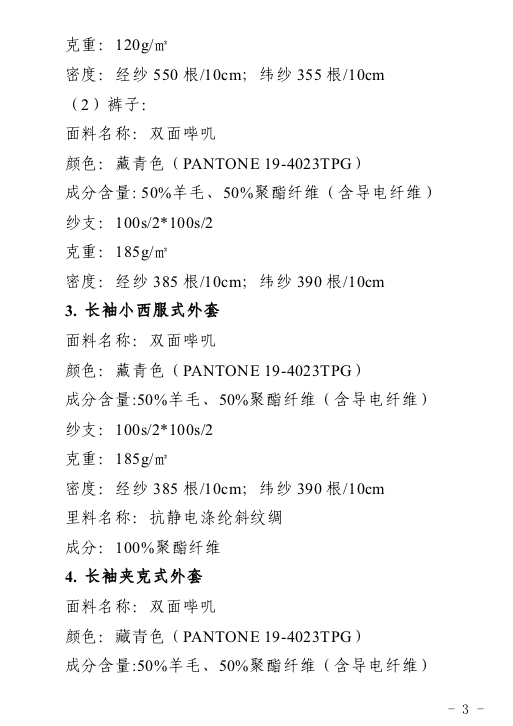 克重：120g/㎡
密度：经纱 550 根/10cm；纬纱 355 根/10cm
（2）裤子：
面料名称：双面哔叽
颜色：藏青色（PANTONE 19-4023TPG）
成分含量: 50%羊毛、50%聚酯纤维（含导电纤维）
纱支：100s/2*100s/2
克重：185g/㎡
密度：经纱 385 根/10cm；纬纱 390 根/10cm
3. 长袖小西服式外套
面料名称：双面哔叽
颜色：藏青色（PANTONE 19-4023TPG）
成分含量:50%羊毛、50%聚酯纤维（含导电纤维）
纱支：100s/2*100s/2
克重：185g/㎡
密度：经纱 385 根/10cm；纬纱 390 根/10cm
里料名称：抗静电涤纶斜纹绸
成分：100%聚酯纤维
4. 长袖夹克式外套
面料名称：双面哔叽
颜色：藏青色（PANTONE 19-4023TPG）
成分含量:50%羊毛、50%聚酯纤维（含导电纤维）
- 3 -